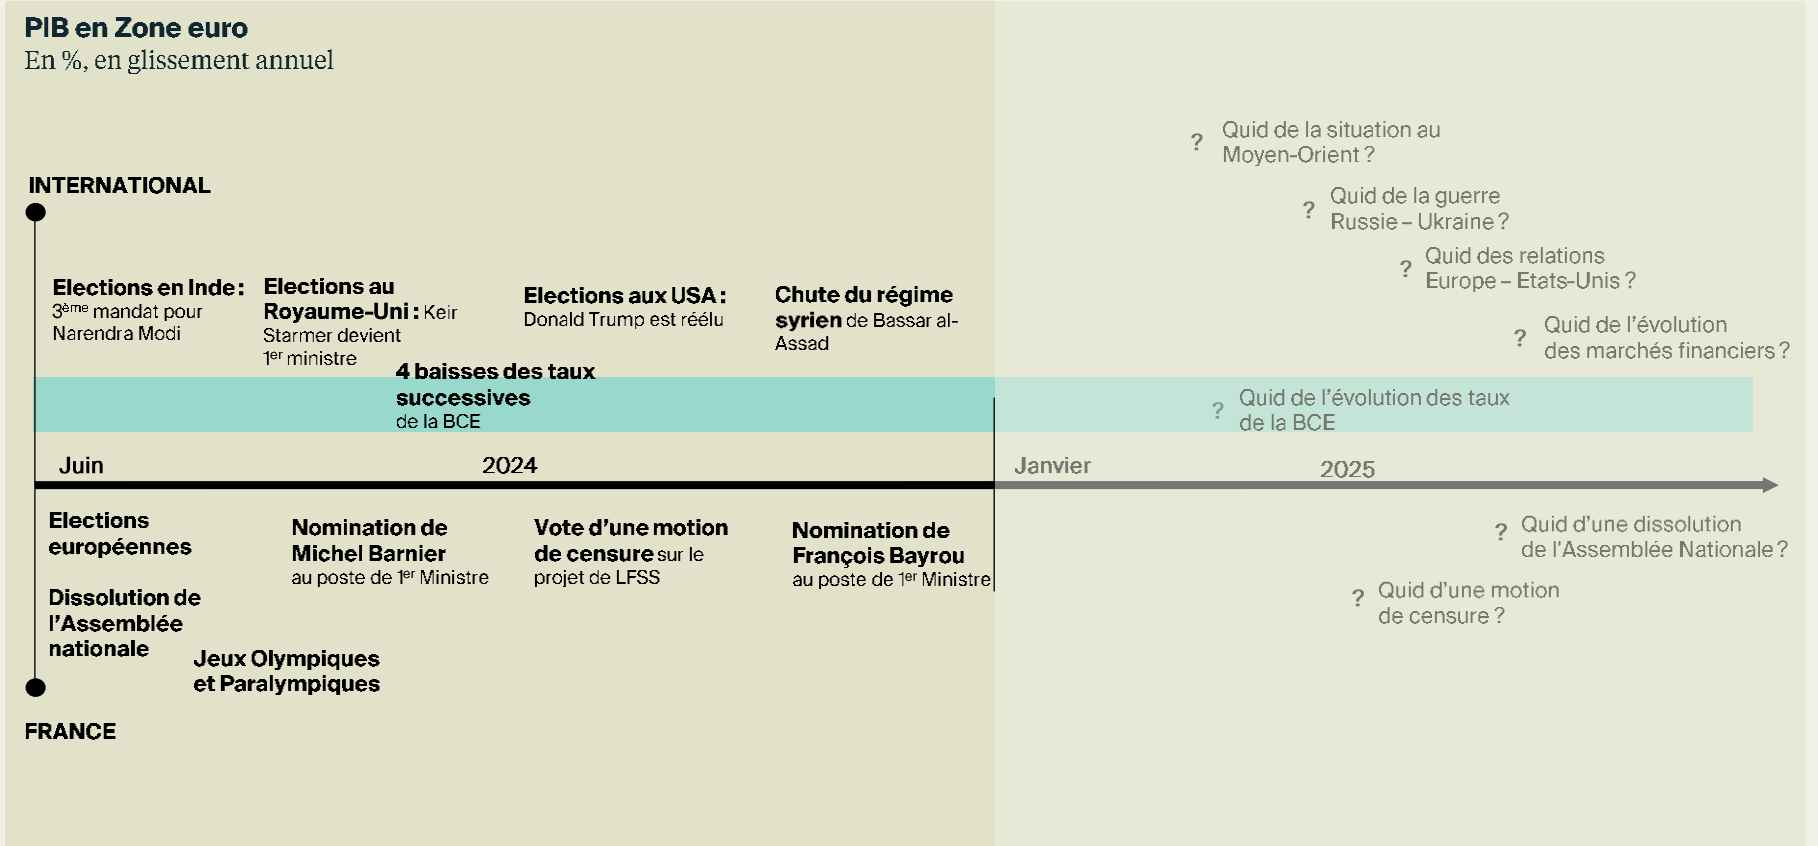 PIB en Zone euro
En %, en glissement annuel
INTERNATIONAL
Elections en Inde :
3ème mandat pour
Narendra Modi
Elections au
Royaume-Uni : Keir
Starmer devient
1er ministre
Elections aux USA :
Donald Trump est réélu
Chute du régime
syrien de Bassar al-
Assad
4 baisses des taux
successives
de la BCE
Juin
2024
Elections
européennes
Dissolution de
l'Assemblée
nationale
Jeux Olympiques
et Paralympiques
Nomination de
Michel Barnier
au poste de 1er Ministre
Vote d'une motion
de censure sur le
projet de LFSS
Nomination de
François Bayrou
au poste de 1er Ministre
FRANCE
? Quid de la situation au
Moyen-Orient ?
? Quid de la guerre
Russie – Ukraine ?
? Quid des relations
Europe – Etats-Unis ?
? Quid de l'évolution
des marchés financiers ?
? Quid de l'évolution des taux
de la BCE
Janvier
2025
? Quid d'une dissolution
de l'Assemblée Nationale ?
? Quid d'une motion
de censure ?